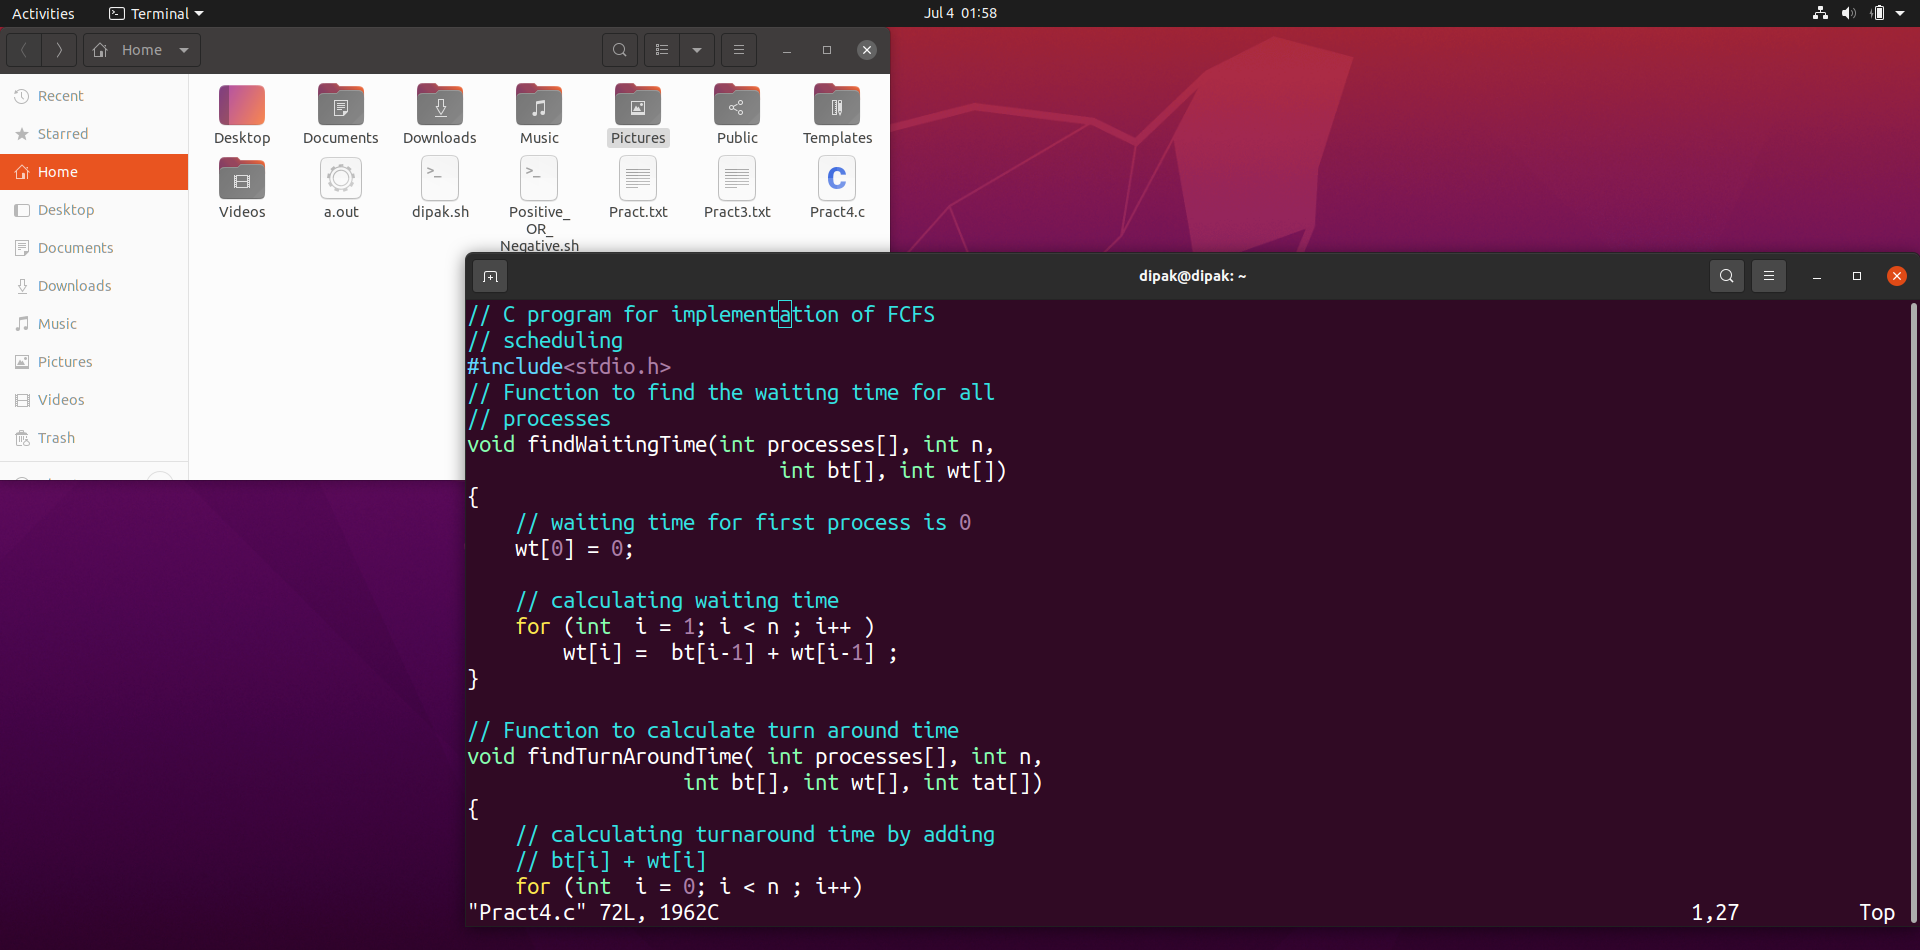 Activities
Terminal
Jul 4 01:58
Home
Recent
Starred
Home
Desktop
Documents
Downloads
Music
Pictures
Videos
Trash
Desktop
Documents
Downloads
Music
Pictures
Public
Templates
Videos
a.out
dipak.sh
Positive_
OR_
Negative.sh
Pract.txt
Pract3.txt
Pract4.c
dipak@dipak: ~
// C program for implementation of FCFS
// scheduling
#include<stdio.h>
// Function to find the waiting time for all
// processes
void findWaitingTime(int processes[], int n,
                          int bt[], int wt[])
{
    // waiting time for first process is 0
    wt[0] = 0;
    // calculating waiting time
    for (int  i = 1; i < n ; i++ )
        wt[i] =  bt[i-1] + wt[i-1] ;
}
// Function to calculate turn around time
void findTurnAroundTime( int processes[], int n,
                  int bt[], int wt[], int tat[])
{
    // calculating turnaround time by adding
    // bt[i] + wt[i]
    for (int  i = 0; i < n ; i++)
"Pract4.c" 72L, 1962C
1,27
Top